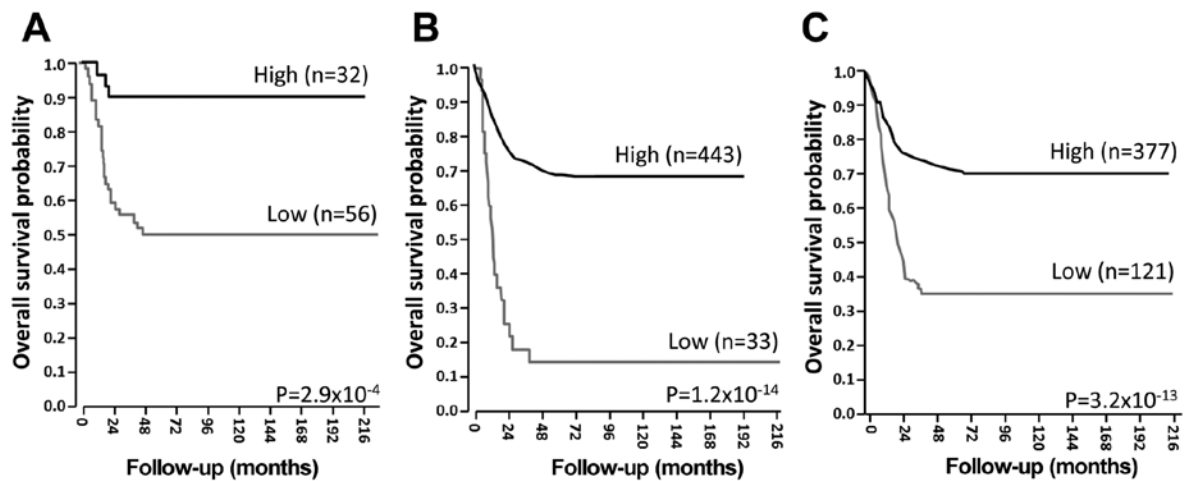 A
Overall survival probability
1.0
0.9
0.8
0.7
0.6
0.5
0.4
0.3
0.2
0.1
0.0
High (n=32)
Low (n=56)
P=2.9x10⁻⁴
0 24 48 72 96 120 144 168 192 216
Follow-up (months)
B
Overall survival probability
1.0
0.9
0.8
0.7
0.6
0.5
0.4
0.3
0.2
0.1
0.0
High (n=443)
Low (n=33)
P=1.2x10⁻¹⁴
0 24 48 72 96 120 144 168 192 216
Follow-up (months)
C
Overall survival probability
1.0
0.9
0.8
0.7
0.6
0.5
0.4
0.3
0.2
0.1
0.0
High (n=377)
Low (n=121)
P=3.2x10⁻¹³
0 24 48 72 96 120 144 168 192 216
Follow-up (months)